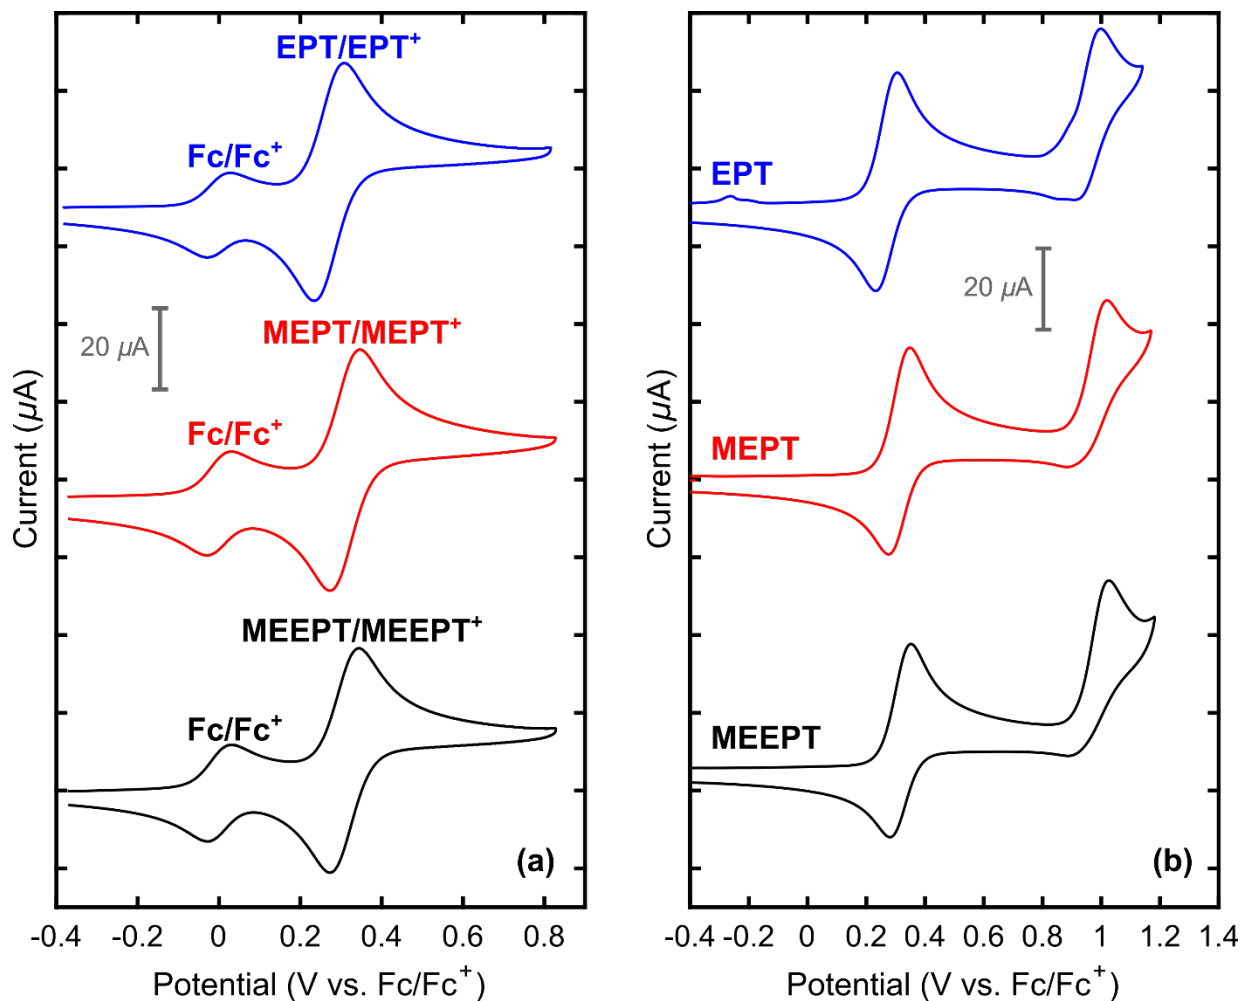 EPT/EPT+
Fc/Fc+
20 µA
MEPT/MEPT+
Fc/Fc+
MEEPT/MEEPT+
Fc/Fc+
(a)
Current (µA)
-0.4 -0.2 0 0.2 0.4 0.6 0.8
Potential (V vs. Fc/Fc+)
EPT
20 µA
MEPT
MEEPT
(b)
Current (µA)
-0.4 -0.2 0 0.2 0.4 0.6 0.8 1 1.2 1.4
Potential (V vs. Fc/Fc+)